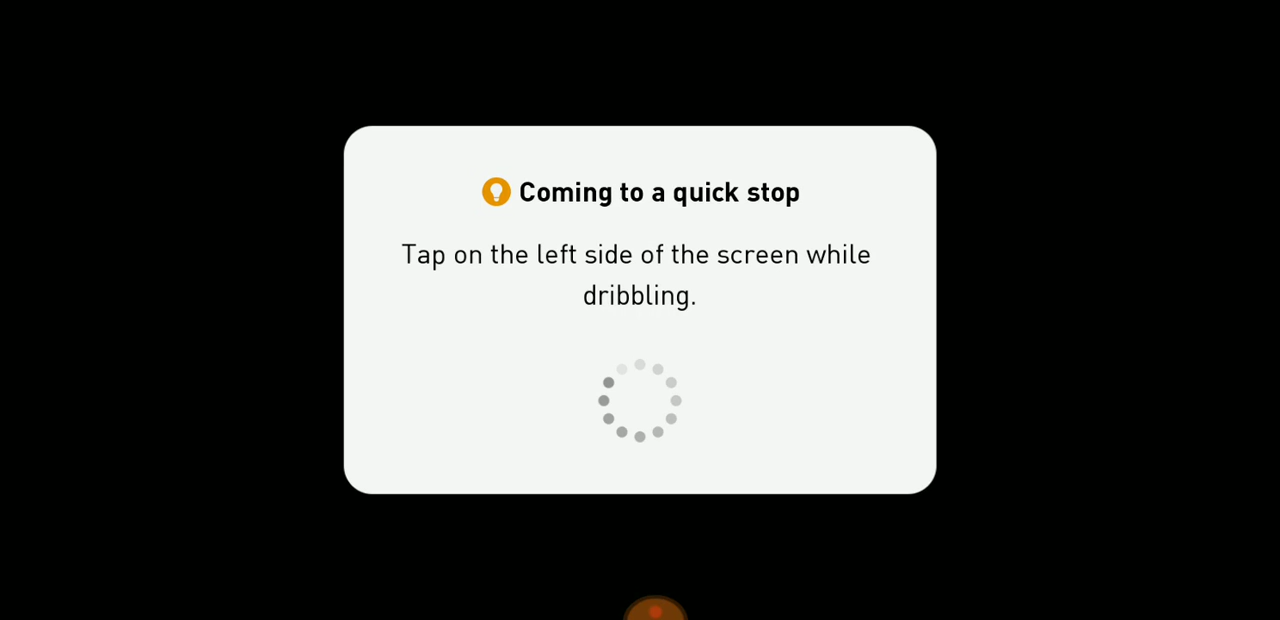 Coming to a quick stop
Tap on the left side of the screen while
dribbling.